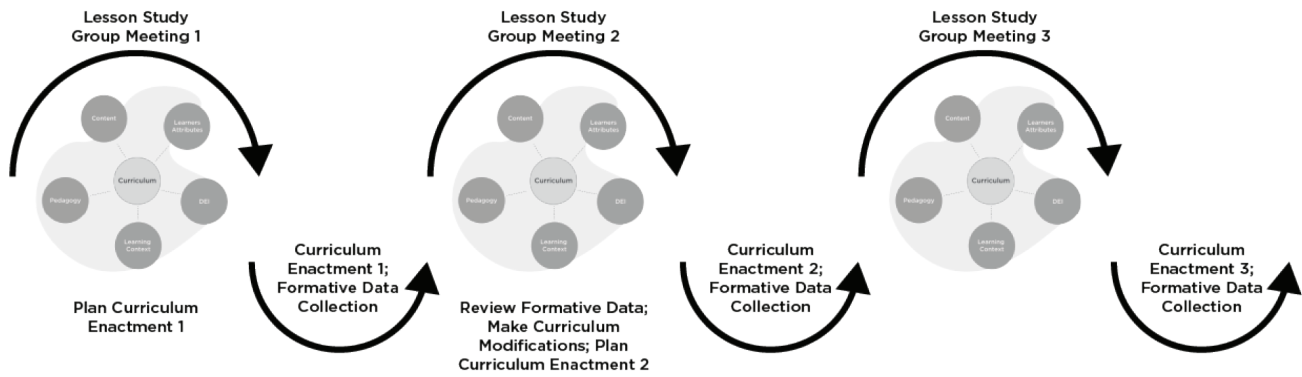 Lesson Study
Group Meeting 1
Content
Learners
Attributes
Curriculum
Pedagogy
DEI
Learning
Context
Plan Curriculum
Enactment 1
Curriculum
Enactment 1;
Formative Data
Collection
Lesson Study
Group Meeting 2
Content
Learners
Attributes
Curriculum
Pedagogy
DEI
Learning
Context
Review Formative Data;
Make Curriculum
Modifications; Plan
Curriculum Enactment 2
Curriculum
Enactment 2;
Formative Data
Collection
Lesson Study
Group Meeting 3
Content
Learners
Attributes
Curriculum
Pedagogy
DEI
Learning
Context
Curriculum
Enactment 3;
Formative Data
Collection